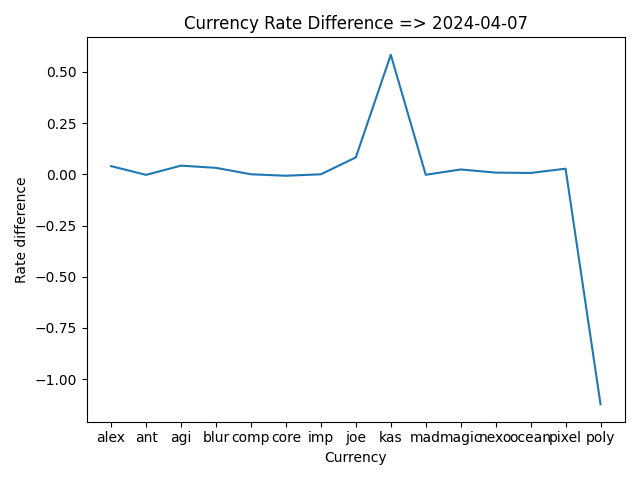 Currency Rate Difference => 2024-04-07
0.50
0.25
0.00
−0.25
−0.50
−0.75
−1.00
Rate difference
alex ant agi blur comp core imp joe kas mad magic nexo ocean pixel poly
Currency